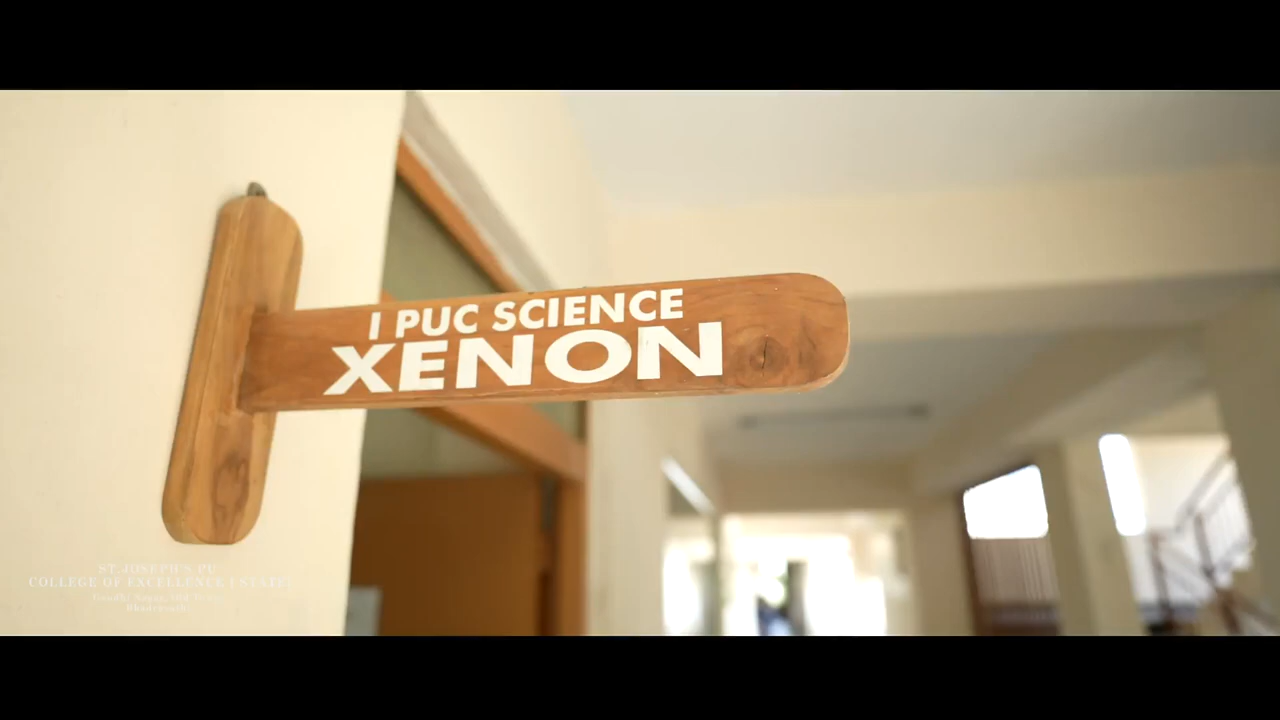 I PUC SCIENCE
XENON
ST.JOSEPH'S PU
COLLEGE OF EXCELLENCE [ STATE]